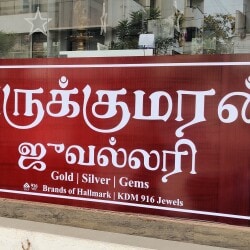 ருக்குமரன்
ஜுவல்லரி
Gold | Silver | Gems
Brands of Hallmark | KDM 916 Jewels